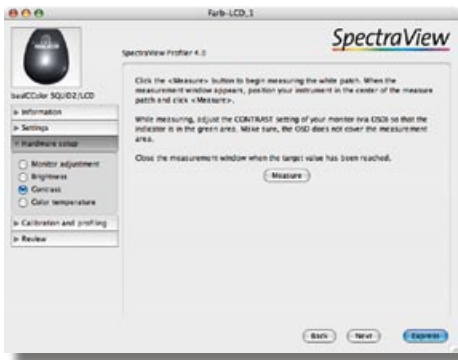 Farb-LCD_1
SpectraView
SpectraView Profiler 4.0
basICColor SQUID2/LCD
Information
Settings
Hardware setup
Monitor adjustment
Brightness
Contrast
Color temperature
Calibration and profiling
Review
Click the <Measure> button to begin measuring the white patch. When the
measurement window appears, position your instrument in the center of the measure
patch and click <Measure>.
While measuring, adjust the CONTRAST setting of your monitor (via OSD) so that the
indicator is in the green area. Make sure, the OSD does not cover the measurement
area.
Close the measurement window when the target value has been reached.
Measure
Back Next Express